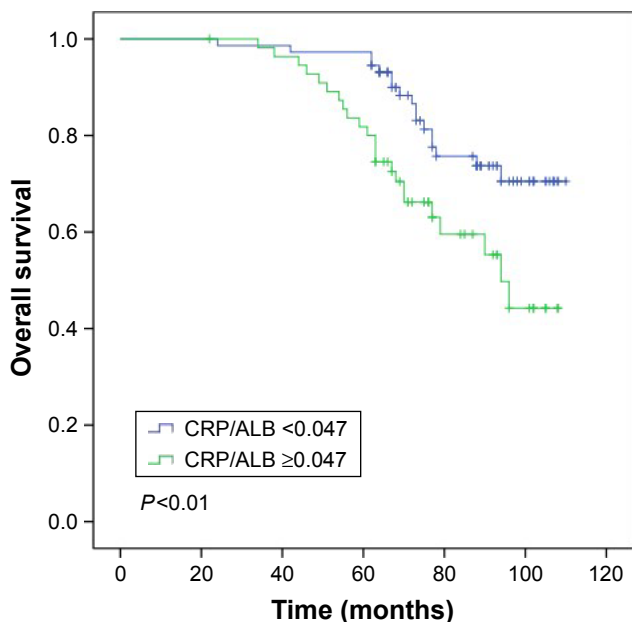 Overall survival
1.0
0.8
0.6
0.4
0.2
0.0
CRP/ALB <0.047
CRP/ALB ≥0.047
P<0.01
0 20 40 60 80 100 120
Time (months)